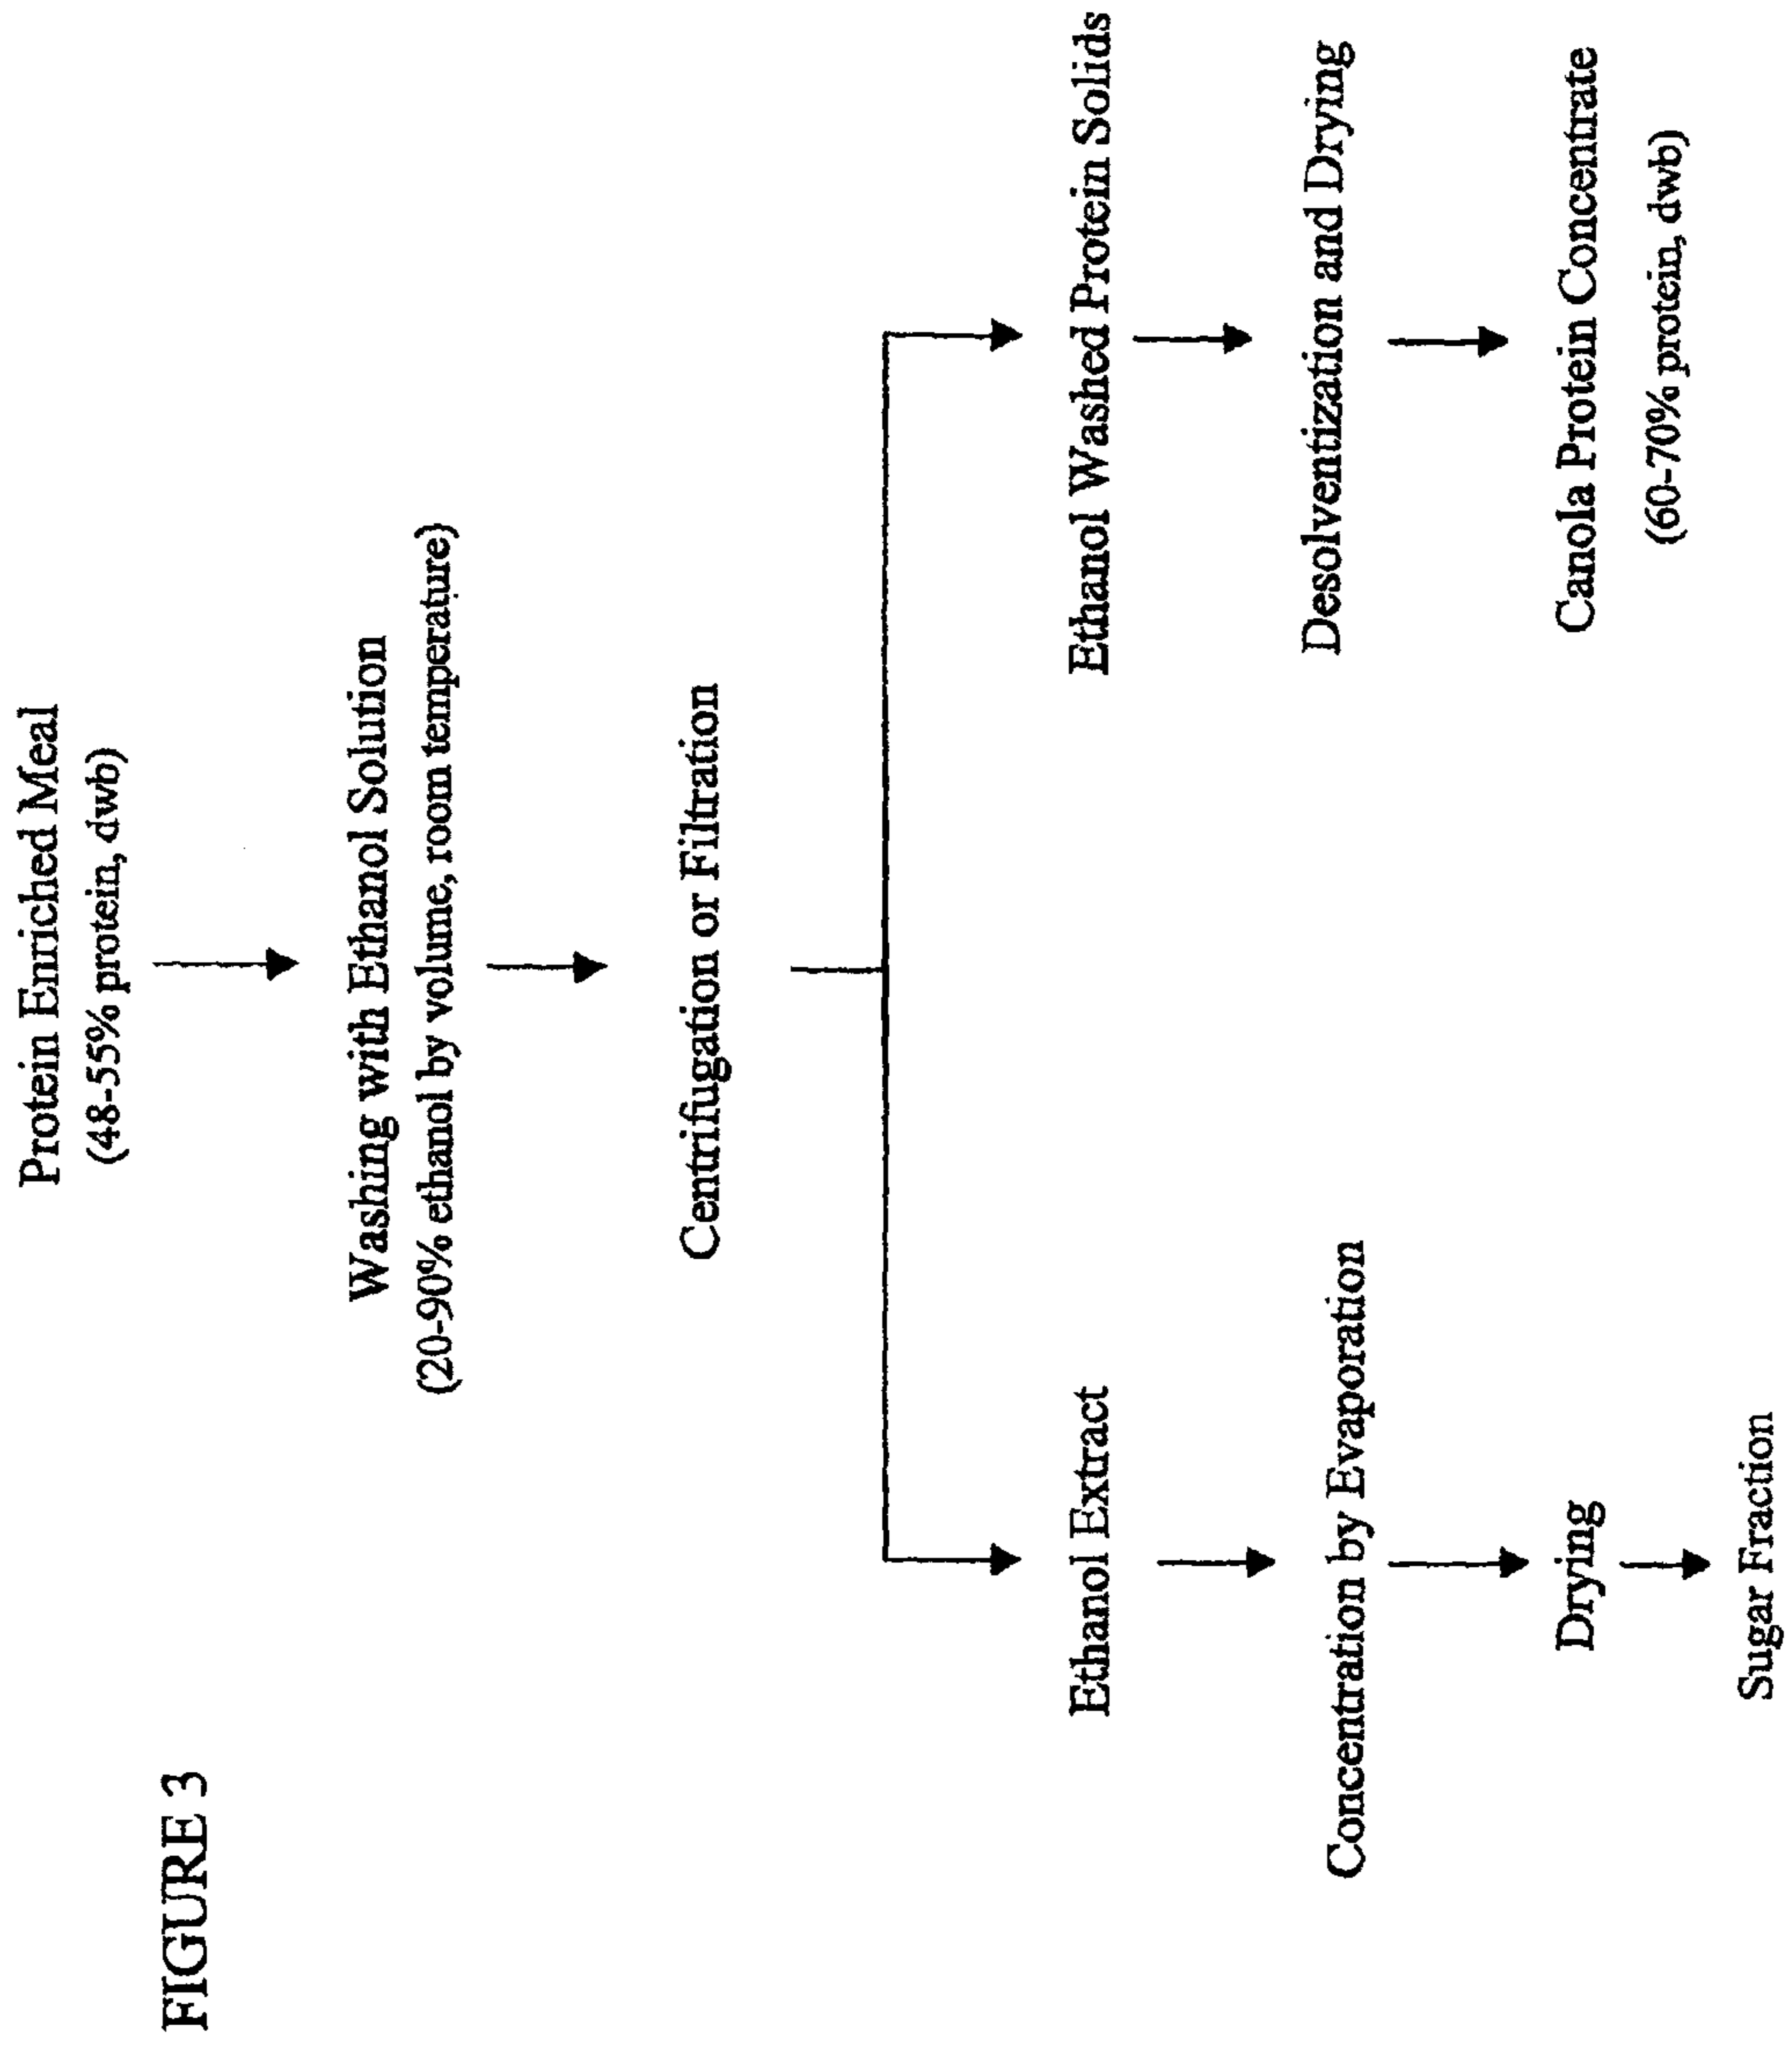 FIGURE 3
Protein Enriched Meal
(48-55% protein, dwb)
Washing with Ethanol Solution
(20-90% ethanol by volume, room temperature)
Centrifugation or Filtration
Ethanol Extract
Concentration by Evaporation
Drying
Sugar Fraction
Ethanol Washed Protein Solids
Desolventization and Drying
Canola Protein Concentrate
(60-70% protein, dwb)